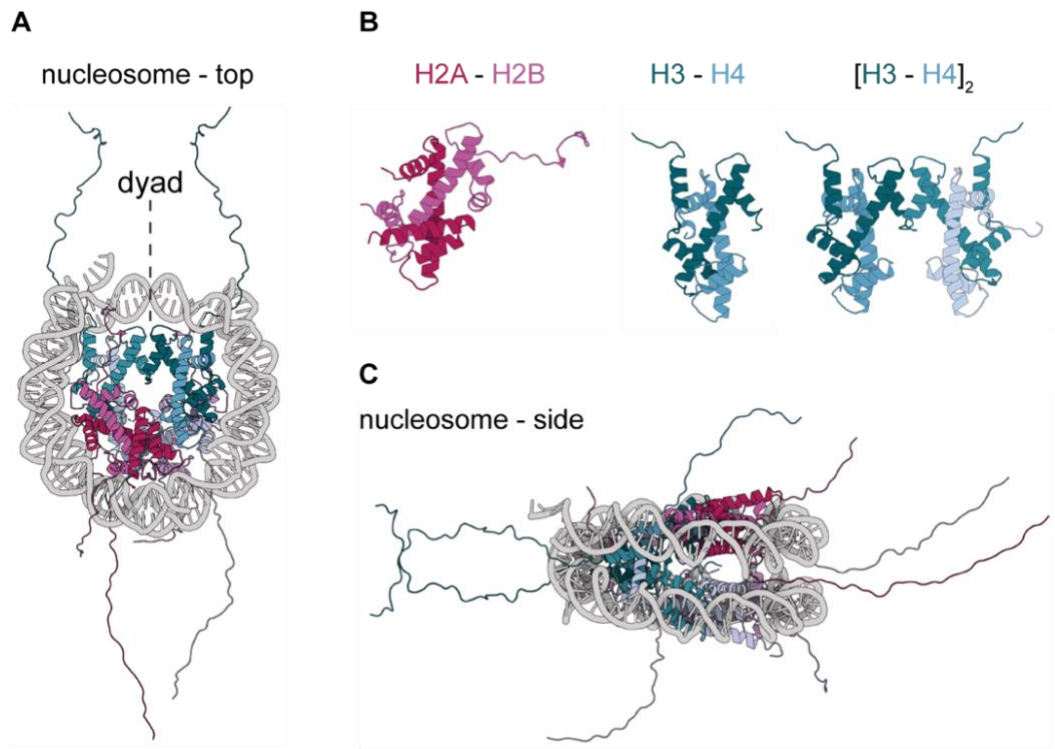 A
nucleosome - top
dyad
B
H2A - H2B
H3 - H4
[H3 - H4]2
C
nucleosome - side